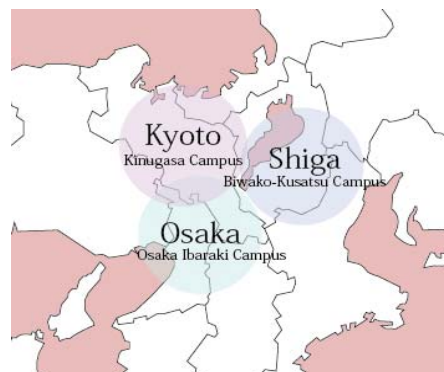 Kyoto
Kinugasa Campus
Shiga
Biwako-Kusatsu Campus
Osaka
Osaka Ibaraki Campus